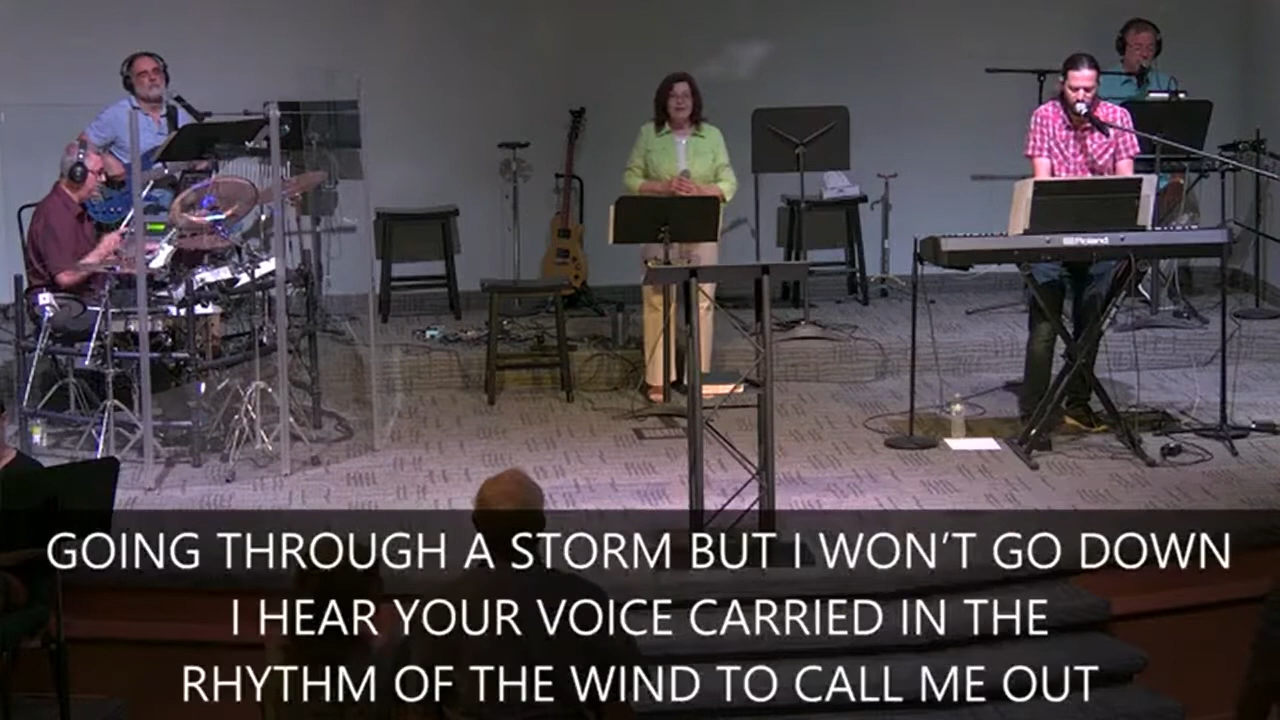 Roland
GOING THROUGH A STORM BUT I WON'T GO DOWN
I HEAR YOUR VOICE CARRIED IN THE
RHYTHM OF THE WIND TO CALL ME OUT